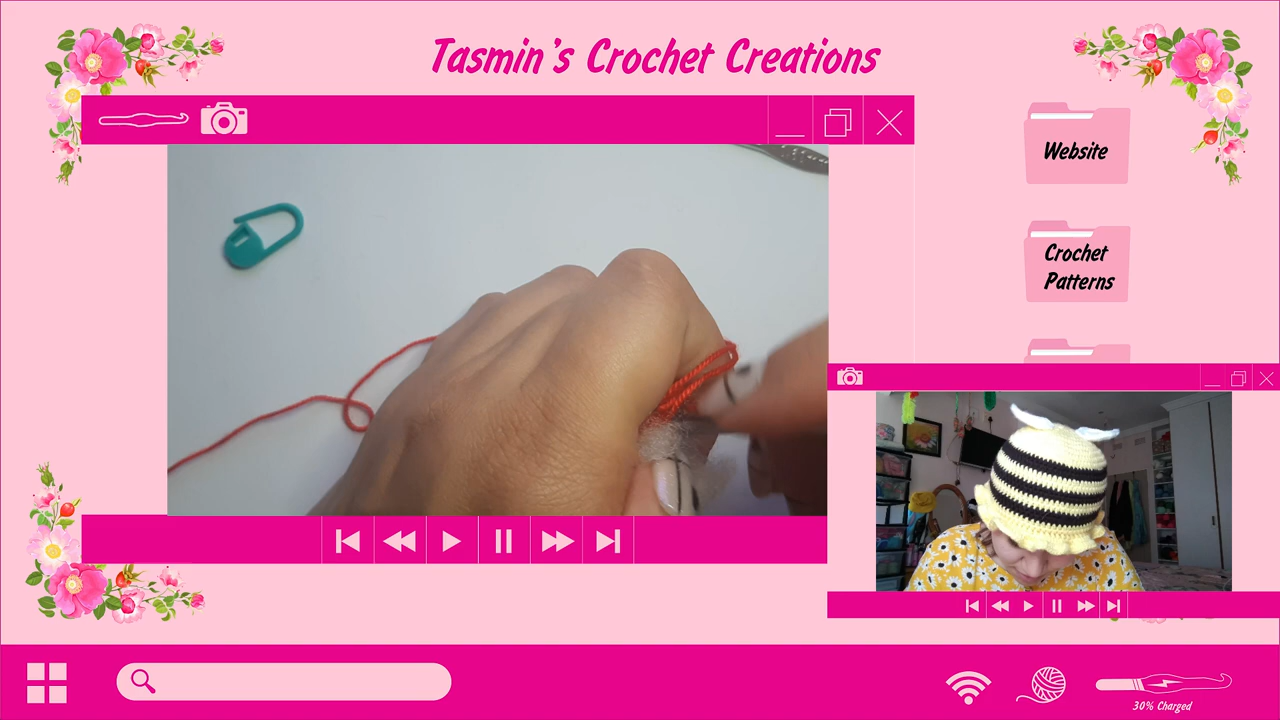 Tasmin's Crochet Creations
Website
Crochet
Patterns
30% Charged